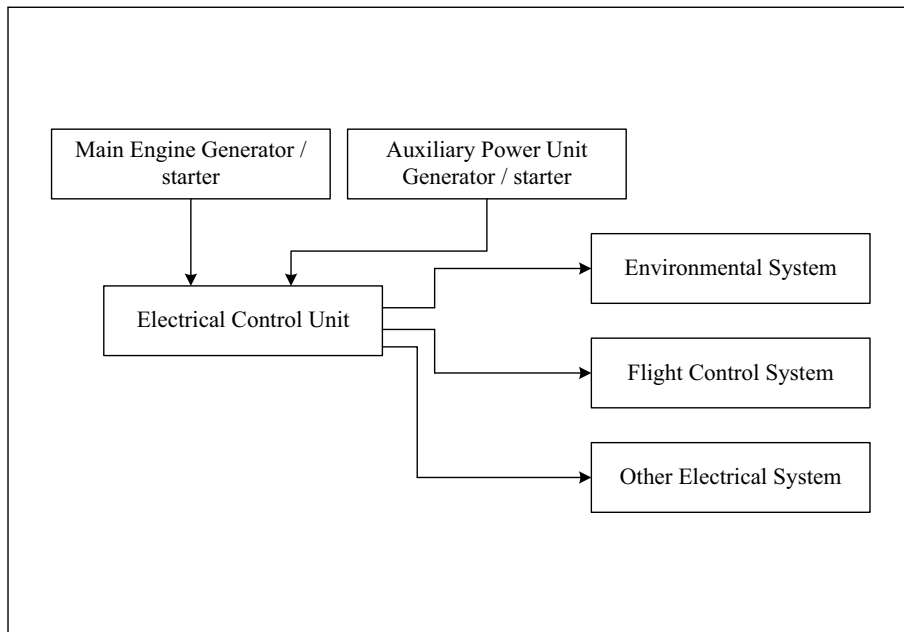 Main Engine Generator /
starter
Auxiliary Power Unit
Generator / starter
Environmental System
Electrical Control Unit
Flight Control System
Other Electrical System